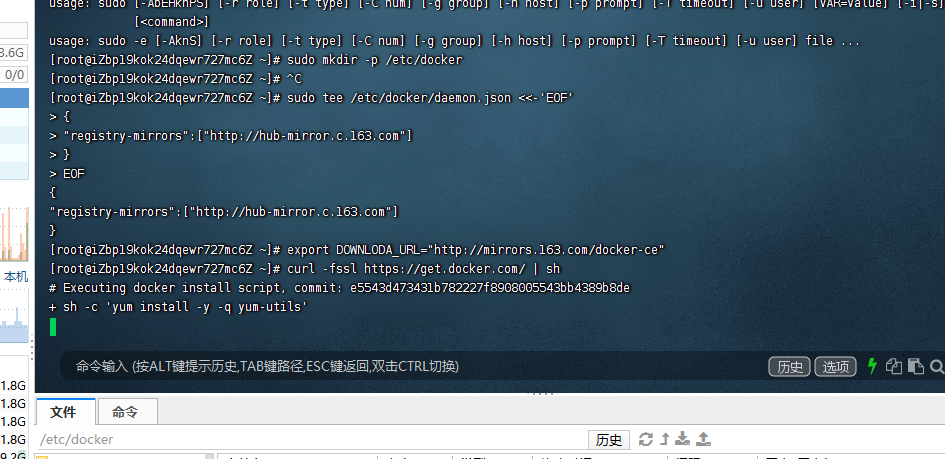 usage: sudo [-AbEHknPS] [-r role] [-t type] [-C num] [-g group] [-h host] [-p prompt] [-T timeout] [-u user] [VAR=value] [-i|-s]
[<command>]
usage: sudo -e [-AknS] [-r role] [-t type] [-C num] [-g group] [-h host] [-p prompt] [-T timeout] [-u user] file ...
[root@iZbp19kok24dqewr727mc6Z ~]# sudo mkdir -p /etc/docker
[root@iZbp19kok24dqewr727mc6Z ~]# ^C
[root@iZbp19kok24dqewr727mc6Z ~]# sudo tee /etc/docker/daemon.json <<-'EOF'
> {
> "registry-mirrors":["http://hub-mirror.c.163.com"]
> }
> EOF
{
"registry-mirrors":["http://hub-mirror.c.163.com"]
}
[root@iZbp19kok24dqewr727mc6Z ~]# export DOWNLODA_URL="http://mirrors.163.com/docker-ce"
[root@iZbp19kok24dqewr727mc6Z ~]# curl -fssl https://get.docker.com/ | sh
# Executing docker install script, commit: e5543d473431b782227f8908005543bb4389b8de
+ sh -c 'yum install -y -q yum-utils'
命令输入 (按ALT键提示历史,TAB键路径,ESC键返回,双击CTRL切换)
历史 选项
3.6G
0/0
本机
1.8G
1.8G
1.8G
1.8G
9.2G
文件 命令
/etc/docker
历史